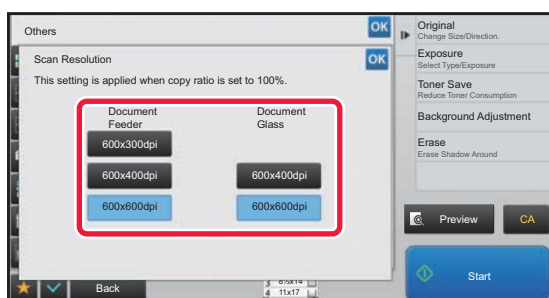 Others
OK
Scan Resolution
OK
This setting is applied when copy ratio is set to 100%.
Document
Feeder
Document
Glass
600x300dpi
600x400dpi
600x400dpi
600x600dpi
600x600dpi
Back
4 11x17
Original
Change Size/Direction.
Exposure
Select Type/Exposure
Toner Save
Reduce Toner Consumption
Background Adjustment
Erase
Erase Shadow Around
Preview
CA
Start